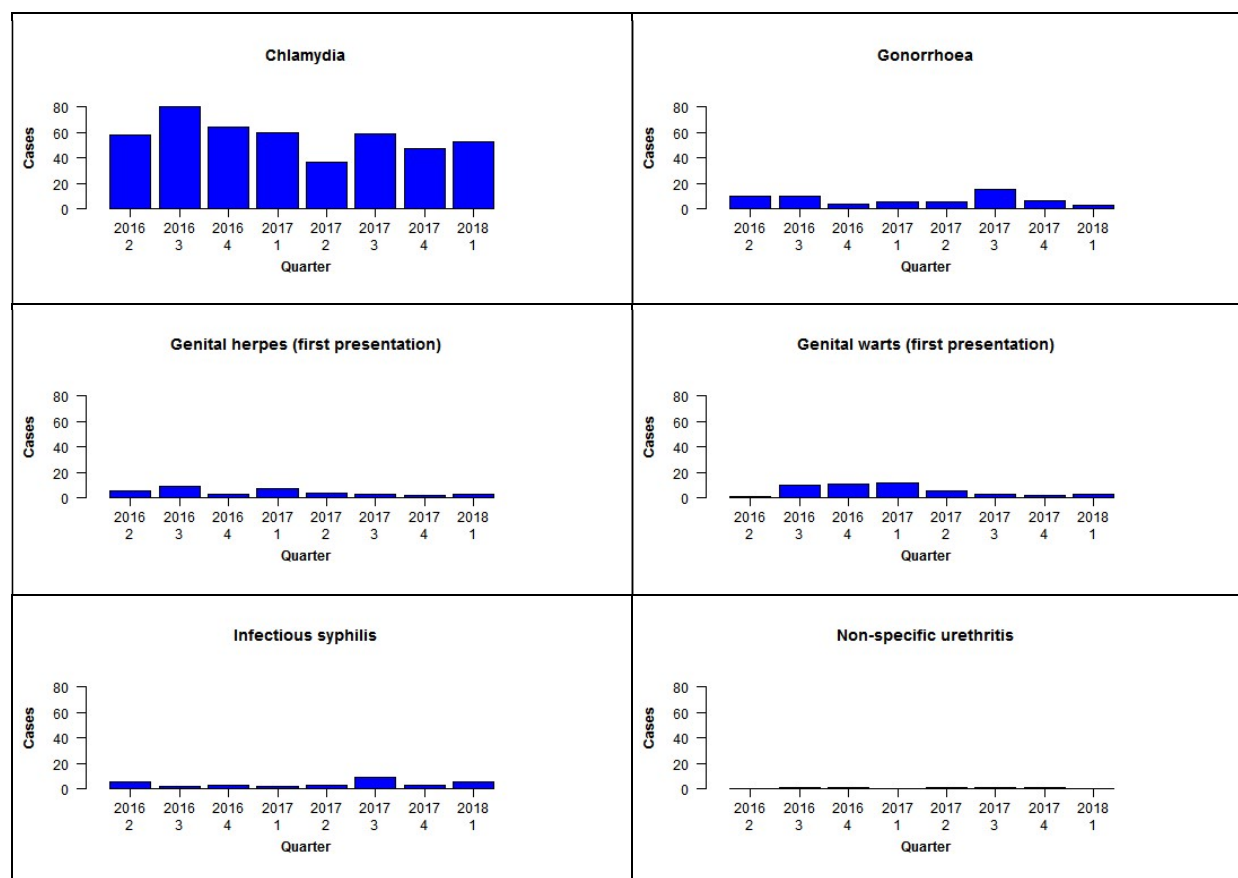 Chlamydia
Cases
80
60
40
20
0
2016 2016 2016 2017 2017 2017 2017 2018
2 3 4 1 2 3 4 1
Quarter
Gonorrhoea
Cases
80
60
40
20
0
2016 2016 2016 2017 2017 2017 2017 2018
2 3 4 1 2 3 4 1
Quarter
Genital herpes (first presentation)
Cases
80
60
40
20
0
2016 2016 2016 2017 2017 2017 2017 2018
2 3 4 1 2 3 4 1
Quarter
Genital warts (first presentation)
Cases
80
60
40
20
0
2016 2016 2016 2017 2017 2017 2017 2018
2 3 4 1 2 3 4 1
Quarter
Infectious syphilis
Cases
80
60
40
20
0
2016 2016 2016 2017 2017 2017 2017 2018
2 3 4 1 2 3 4 1
Quarter
Non-specific urethritis
Cases
80
60
40
20
0
2016 2016 2016 2017 2017 2017 2017 2018
2 3 4 1 2 3 4 1
Quarter